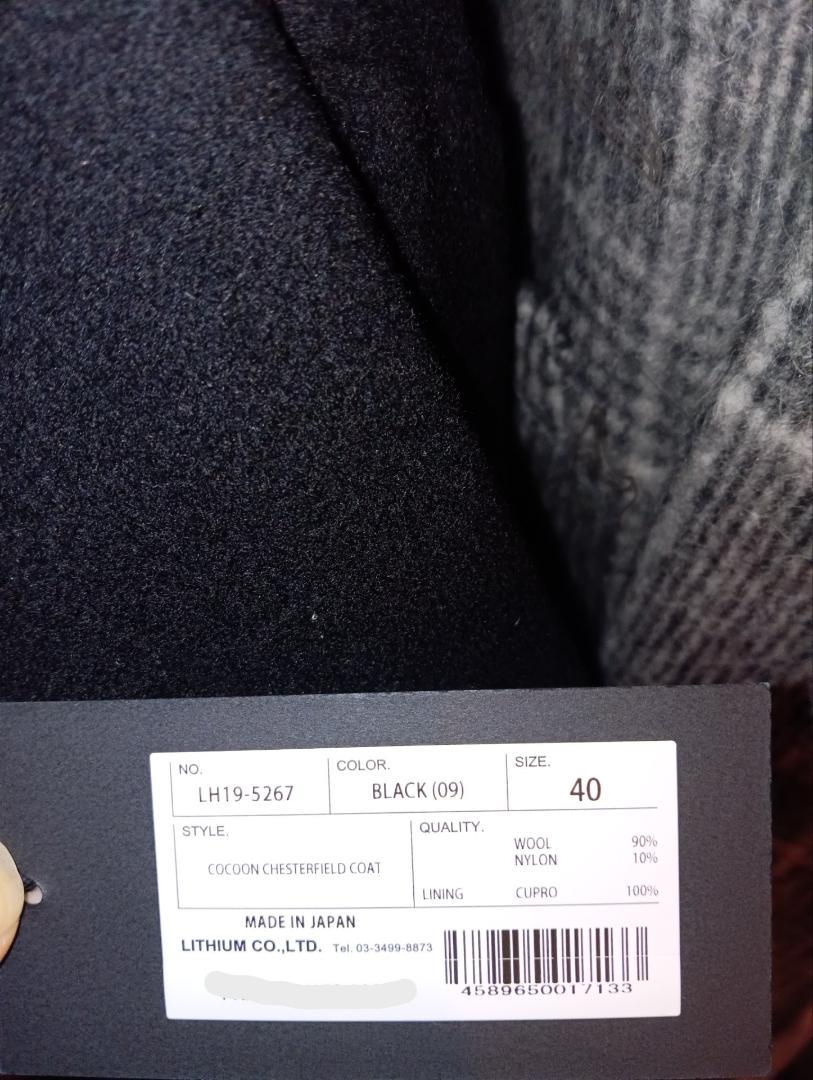 NO. COLOR. SIZE.
LH19-5267 BLACK (09) 40
STYLE. QUALITY.
COCOON CHESTERFIELD COAT
WOOL 90%
NYLON 10%
LINING CUPRO 100%
MADE IN JAPAN
LITHIUM CO.,LTD. Tel. 03-3499-8873
4589650017133